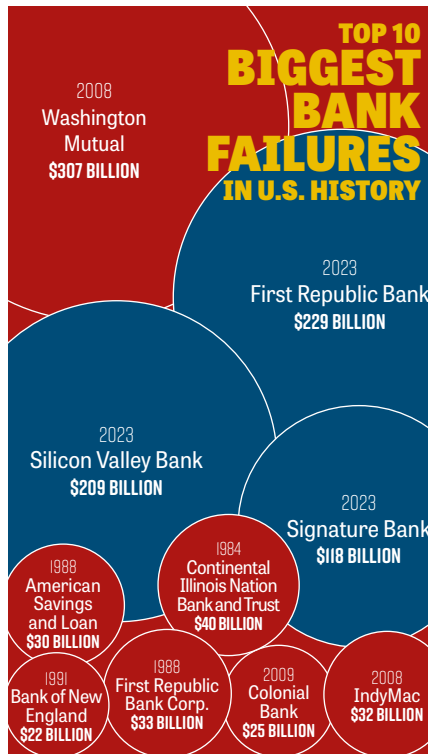 TOP 10
BIGGEST
BANK
FAILURES
IN U.S. HISTORY
2008
Washington
Mutual
$307 BILLION
2023
First Republic Bank
$229 BILLION
2023
Silicon Valley Bank
$209 BILLION
2023
Signature Bank
$118 BILLION
1984
Continental
Illinois Nation
Bank and Trust
$40 BILLION
1988
American
Savings
and Loan
$30 BILLION
1991
Bank of New
England
$22 BILLION
1988
First Republic
Bank Corp.
$33 BILLION
2009
Colonial
Bank
$25 BILLION
2008
IndyMac
$32 BILLION